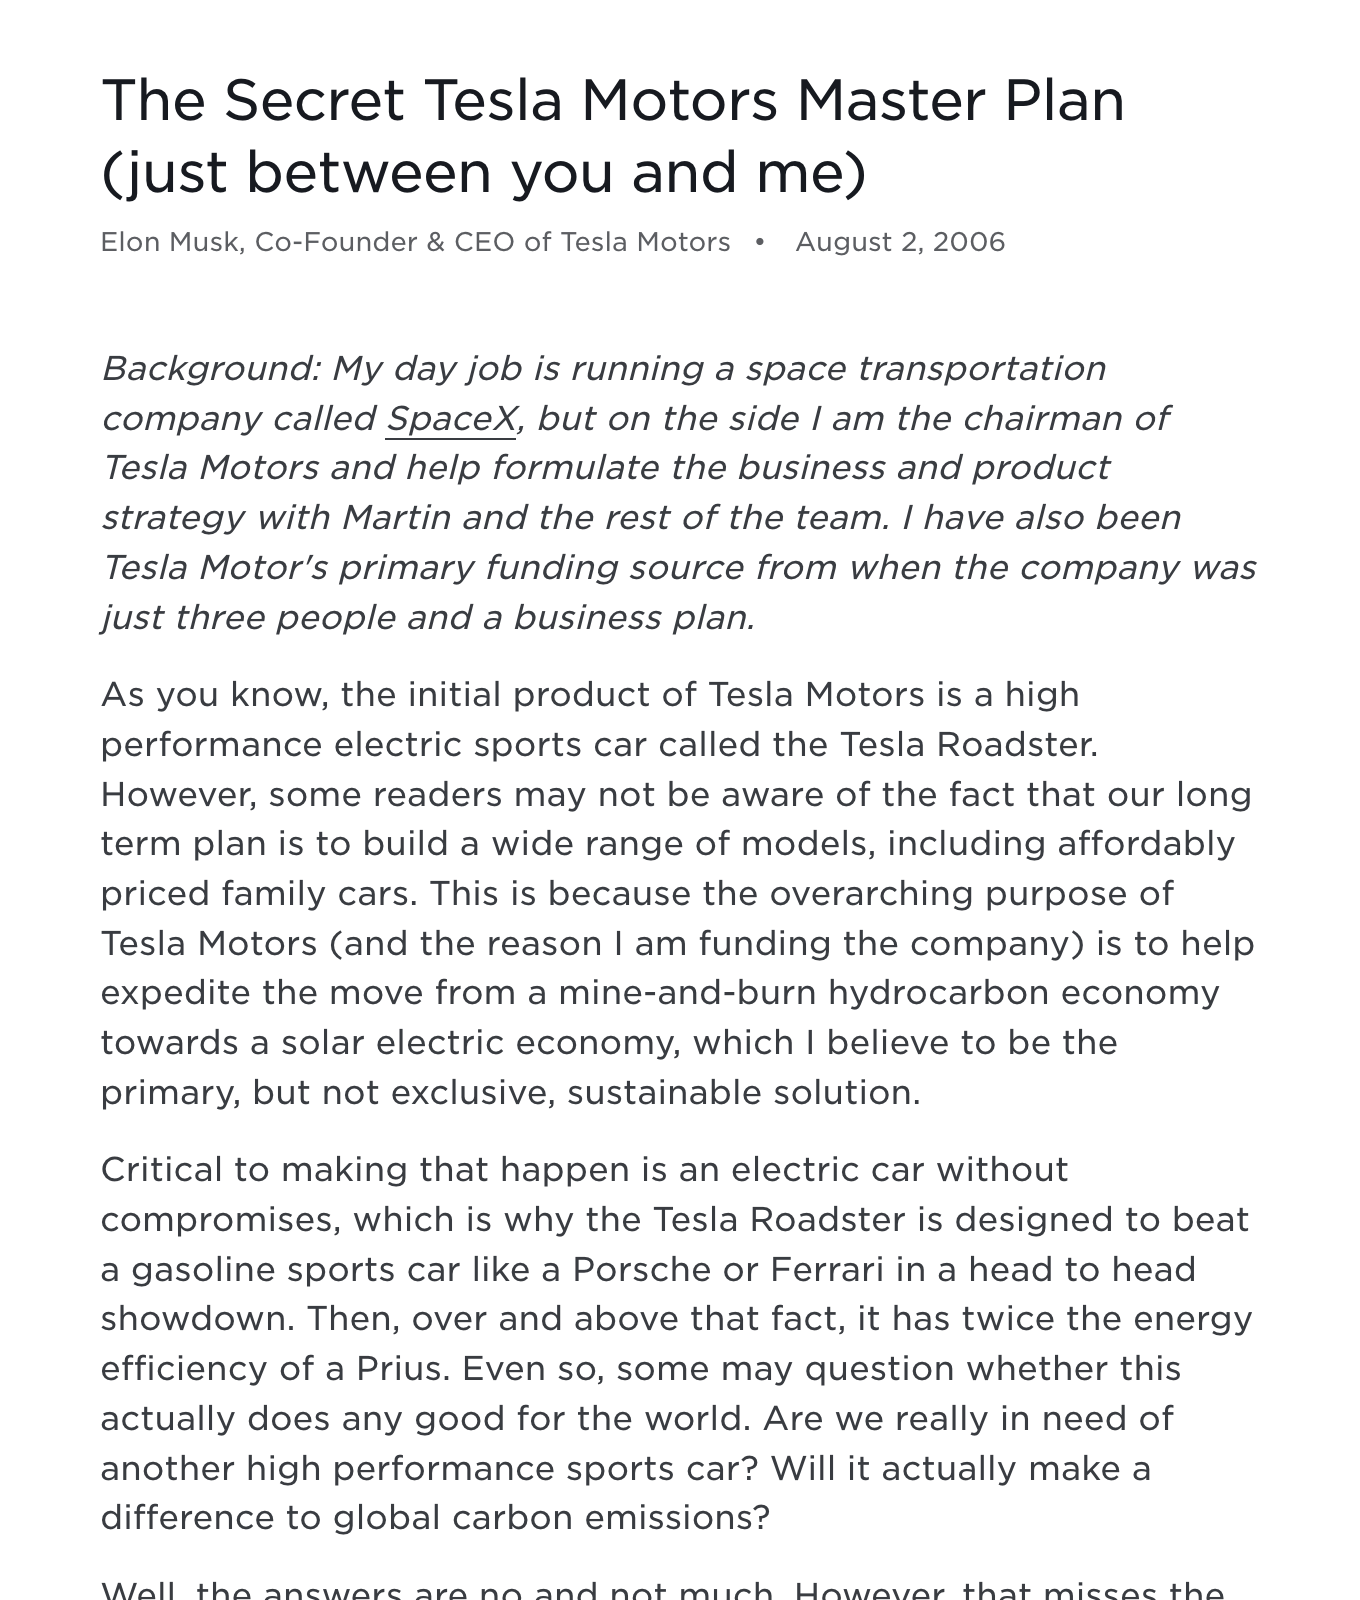 The Secret Tesla Motors Master Plan
(just between you and me)
Elon Musk, Co-Founder & CEO of Tesla Motors • August 2, 2006
Background: My day job is running a space transportation
company called SpaceX, but on the side I am the chairman of
Tesla Motors and help formulate the business and product
strategy with Martin and the rest of the team. I have also been
Tesla Motor's primary funding source from when the company was
just three people and a business plan.
As you know, the initial product of Tesla Motors is a high
performance electric sports car called the Tesla Roadster.
However, some readers may not be aware of the fact that our long
term plan is to build a wide range of models, including affordably
priced family cars. This is because the overarching purpose of
Tesla Motors (and the reason I am funding the company) is to help
expedite the move from a mine-and-burn hydrocarbon economy
towards a solar electric economy, which I believe to be the
primary, but not exclusive, sustainable solution.
Critical to making that happen is an electric car without
compromises, which is why the Tesla Roadster is designed to beat
a gasoline sports car like a Porsche or Ferrari in a head to head
showdown. Then, over and above that fact, it has twice the energy
efficiency of a Prius. Even so, some may question whether this
actually does any good for the world. Are we really in need of
another high performance sports car? Will it actually make a
difference to global carbon emissions?
Well, the answers are no and not much. However, that misses the